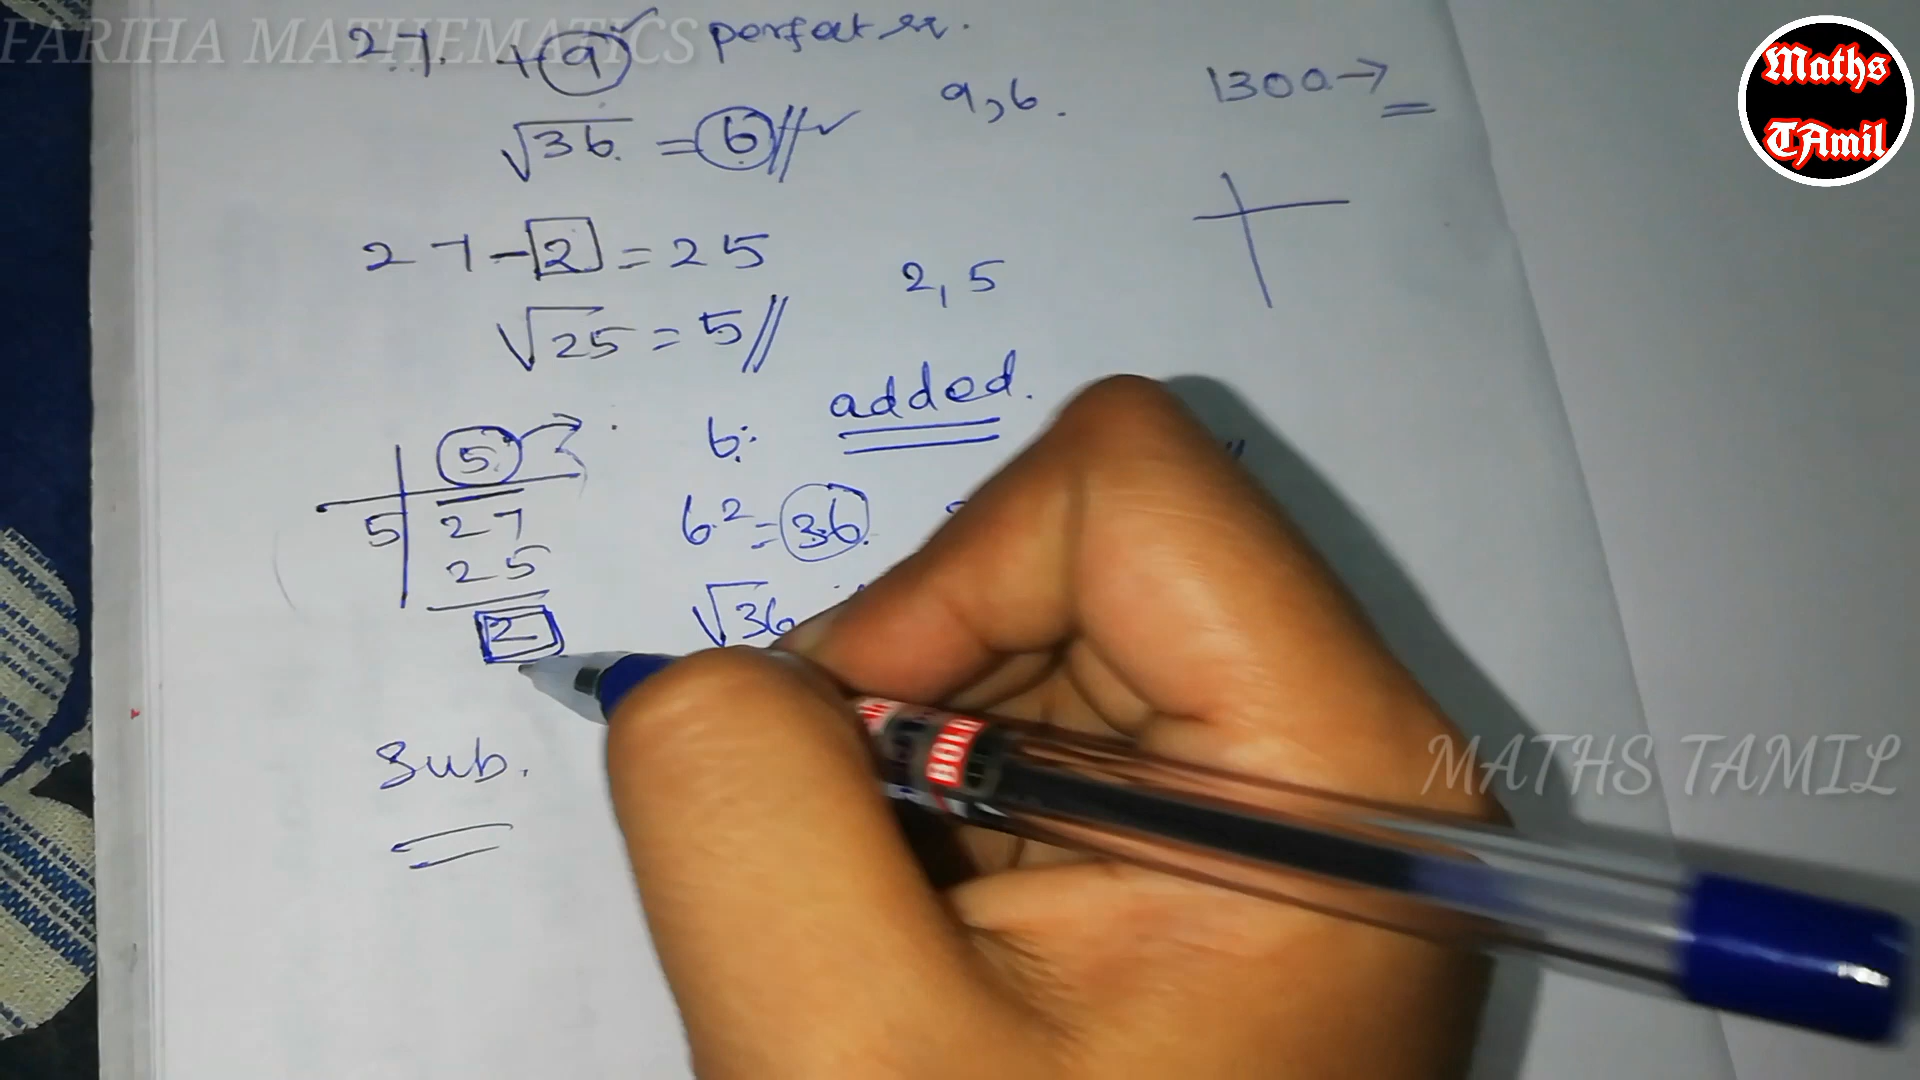 FARIHA MATHEMATICS
27 + 9 perfect sr.
√36 = 6 //
9, 6.
1300 →
27 - 2 = 25
√25 = 5 //
2, 5
added.
5
6:
5 27
25
2
6² = 36
√36
Sub.
Maths
TAmil
MATHS TAMIL